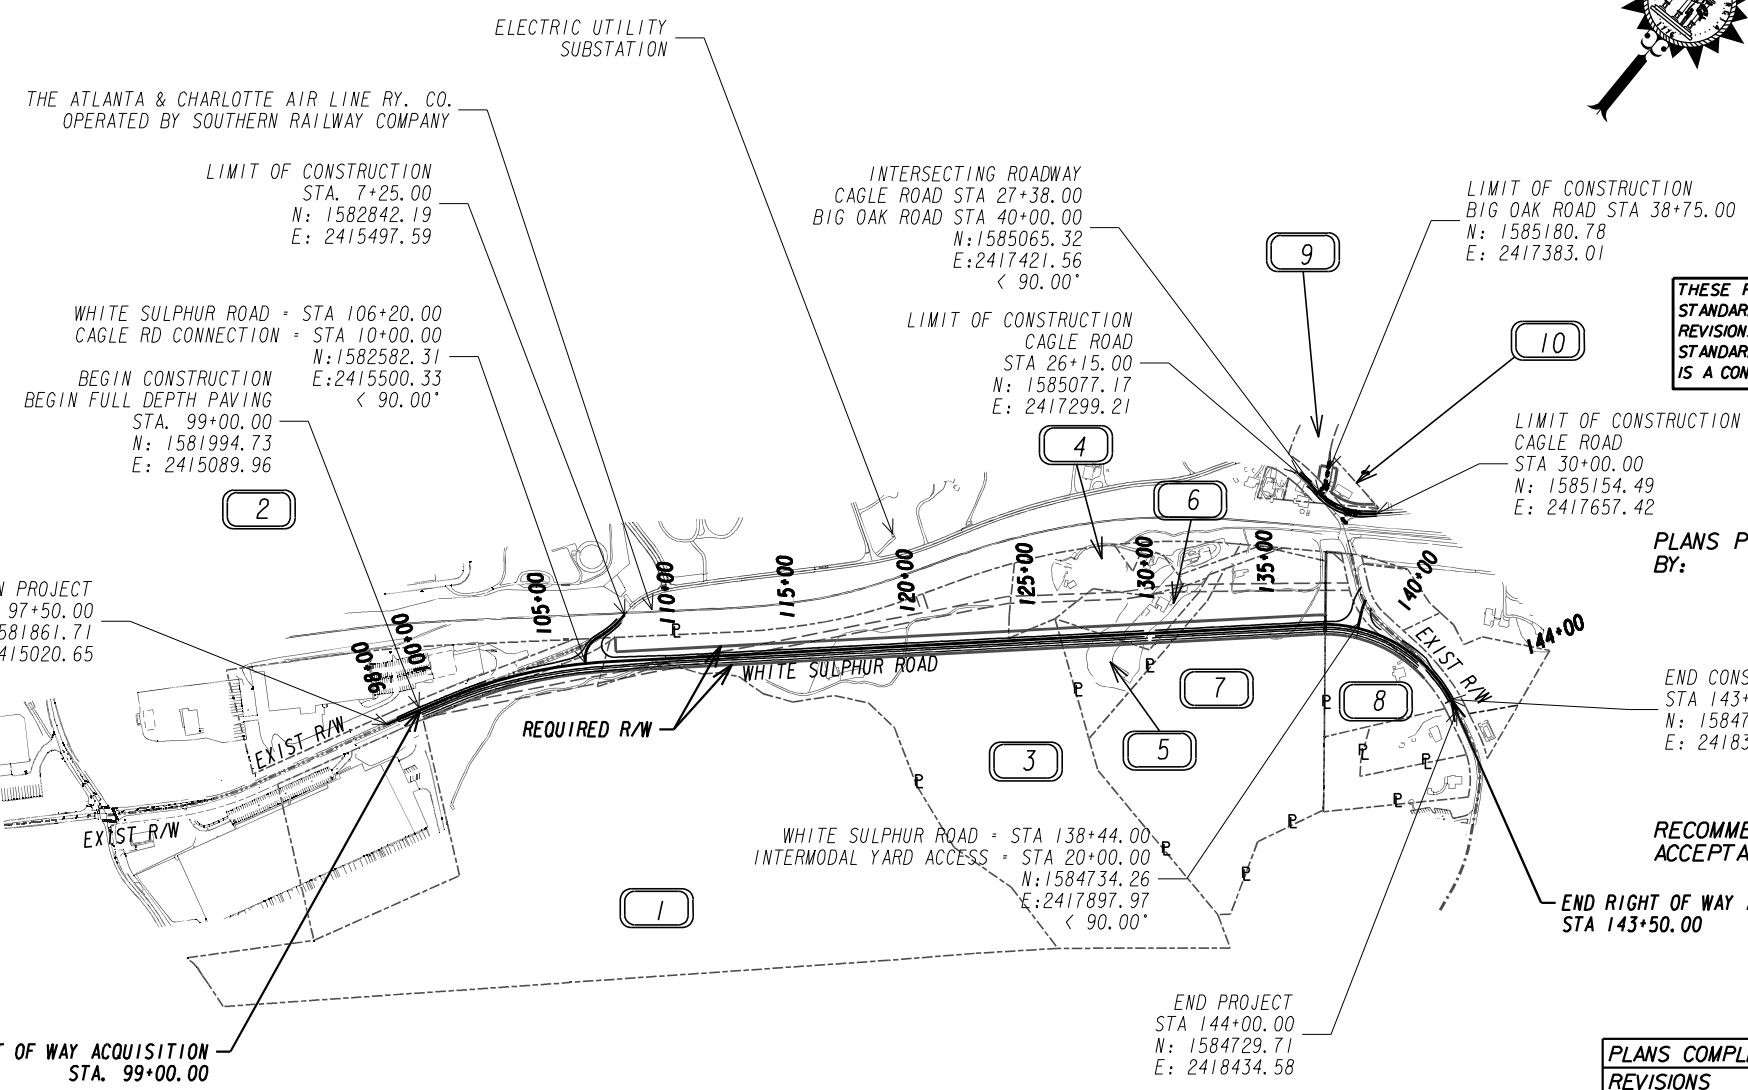 ELECTRIC UTILITY
SUBSTATION
THE ATLANTA & CHARLOTTE AIR LINE RY. CO.
OPERATED BY SOUTHERN RAILWAY COMPANY
LIMIT OF CONSTRUCTION
STA. 7+25.00
N: 1582842.19
E: 2415497.59
INTERSECTING ROADWAY
CAGLE ROAD STA 27+38.00
BIG OAK ROAD STA 40+00.00
N:1585065.32
E:2417421.56
< 90.00°
LIMIT OF CONSTRUCTION
BIG OAK ROAD STA 38+75.00
N: 1585180.78
E: 2417383.01
9
10
THESE
STANDAR
REVISION
STANDAR
IS A CON
WHITE SULPHUR ROAD = STA 106+20.00
CAGLE RD CONNECTION = STA 10+00.00
N:1582582.31
E:2415500.33
< 90.00°
BEGIN CONSTRUCTION
BEGIN FULL DEPTH PAVING
STA. 99+00.00
N: 1581994.73
E: 2415089.96
LIMIT OF CONSTRUCTION
CAGLE ROAD
STA 26+15.00
N: 1585077.17
E: 2417299.21
LIMIT OF CONSTRUCTION
CAGLE ROAD
STA 30+00.00
N: 1585154.49
E: 2417657.42
2
4
6
PLANS P
BY:
N PROJECT
97+50.00
581861.71
415020.65
98+00
100+00
105+00
110+00
115+00
120+00
125+00
130+00
135+00
140+00
144+00
EXIST R/W
EXIST R/W
EXIST R/W
WHITE SULPHUR ROAD
REQUIRED R/W
7
8
3
5
1
END CONS
STA 143+
N: 15847
E: 24183
WHITE SULPHUR ROAD = STA 138+44.00
INTERMODAL YARD ACCESS = STA 20+00.00
N:1584734.26
E:2417897.97
< 90.00°
RECOMME
ACCEPTA
END RIGHT OF WAY
STA 143+50.00
END PROJECT
STA 144+00.00
N: 1584729.71
E: 2418434.58
T OF WAY ACQUISITION
STA. 99+00.00
PLANS COMPL
REVISIONS